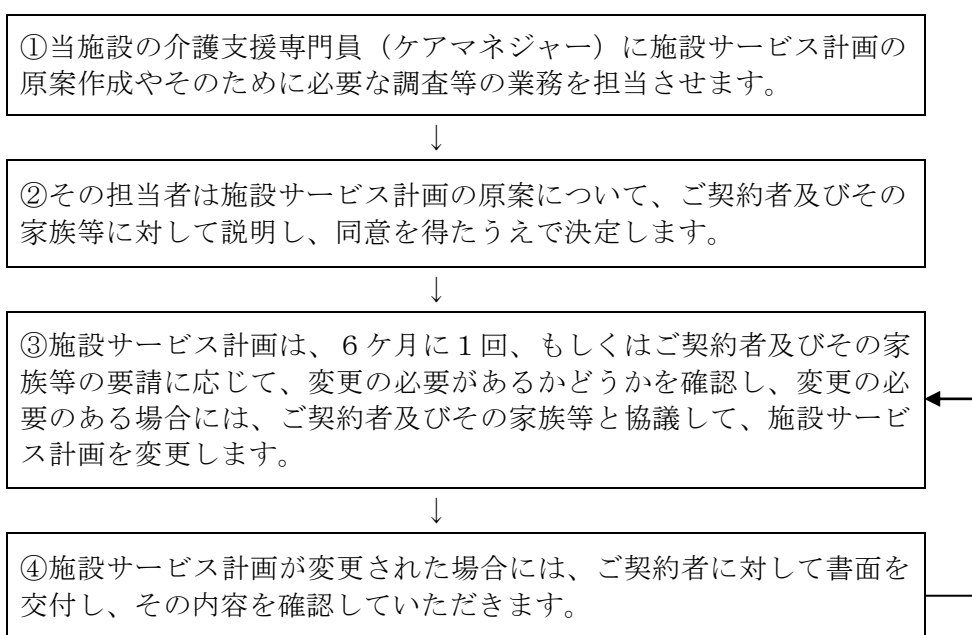 ①当施設の介護支援専門員（ケアマネジャー）に施設サービス計画の
原案作成やそのために必要な調査等の業務を担当させます。
↓
②その担当者は施設サービス計画の原案について、ご契約者及びその
家族等に対して説明し、同意を得たうえで決定します。
↓
③施設サービス計画は、６ケ月に１回、もしくはご契約者及びその家
族等の要請に応じて、変更の必要があるかどうかを確認し、変更の必
要のある場合には、ご契約者及びその家族等と協議して、施設サービ
ス計画を変更します。
↓
④施設サービス計画が変更された場合には、ご契約者に対して書面を
交付し、その内容を確認していただきます。